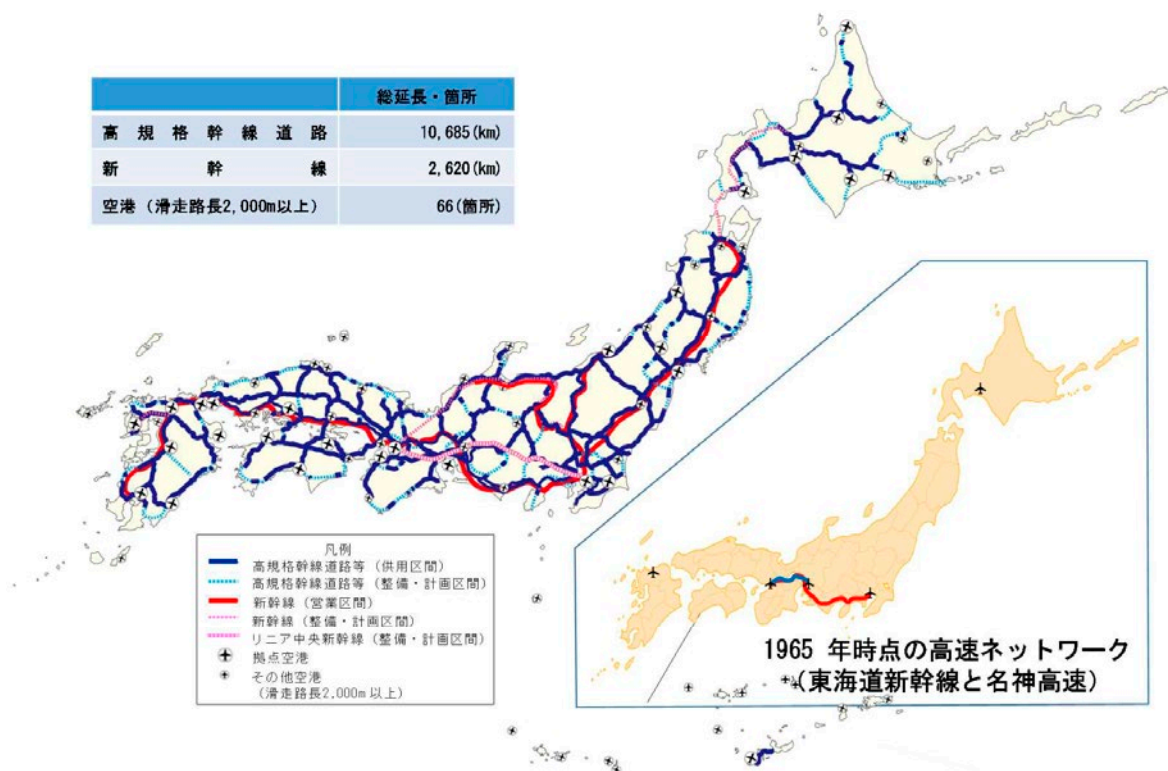 総延長・箇所
高規格幹線道路 10,685(km)
新幹線 2,620(km)
空港（滑走路長2,000m以上） 66(箇所)
凡例
高規格幹線道路等（供用区間）
高規格幹線道路等（整備・計画区間）
新幹線（営業区間）
新幹線（整備・計画区間）
リニア中央新幹線（整備・計画区間）
拠点空港
その他空港
（滑走路長2,000m以上）
1965 年時点の高速ネットワーク
（東海道新幹線と名神高速）